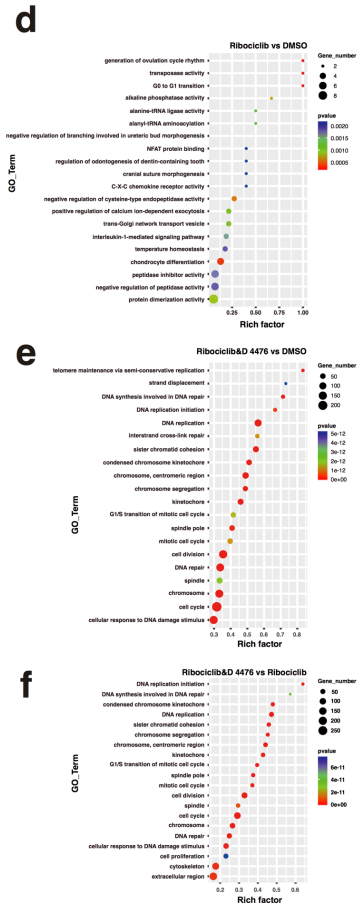 d
Ribociclib vs DMSO
generation of ovulation cycle rhythm
transposase activity
G0 to G1 transition
alkaline phosphatase activity
alanine-tRNA ligase activity
alanyl-tRNA aminoacylation
negative regulation of branching involved in ureteric bud morphogenesis
NFAT protein binding
regulation of odontogenesis of dentin-containing tooth
cranial suture morphogenesis
C-X-C chemokine receptor activity
negative regulation of cysteine-type endopeptidase activity
positive regulation of calcium ion-dependent exocytosis
trans-Golgi network transport vesicle
interleukin-1-mediated signaling pathway
temperature homeostasis
chondrocyte differentiation
peptidase inhibitor activity
negative regulation of peptidase activity
protein dimerization activity
GO_Term
0.25 0.50 0.75 1.00
Rich factor
Gene_number
2
4
6
8
pvalue
0.0020
0.0015
0.0010
0.0005
e
Ribociclib&D 4476 vs DMSO
telomere maintenance via semi-conservative replication
strand displacement
DNA synthesis involved in DNA repair
DNA replication initiation
DNA replication
interstrand cross-link repair
sister chromatid cohesion
condensed chromosome kinetochore
chromosome, centromeric region
chromosome segregation
kinetochore
G1/S transition of mitotic cell cycle
spindle pole
mitotic cell cycle
cell division
DNA repair
spindle
chromosome
cell cycle
cellular response to DNA damage stimulus
GO_Term
0.3 0.4 0.5 0.6 0.7 0.8
Rich factor
Gene_number
50
100
150
200
pvalue
5e-12
4e-12
3e-12
2e-12
1e-12
0e+00
f
Ribociclib&D 4476 vs Ribociclib
DNA replication initiation
DNA synthesis involved in DNA repair
condensed chromosome kinetochore
DNA replication
sister chromatid cohesion
chromosome segregation
chromosome, centromeric region
kinetochore
G1/S transition of mitotic cell cycle
spindle pole
mitotic cell cycle
cell division
spindle
cell cycle
chromosome
DNA repair
cellular response to DNA damage stimulus
cell proliferation
cytoskeleton
extracellular region
GO_Term
0.2 0.3 0.4 0.5 0.6
Rich factor
Gene_number
50
100
150
200
250
pvalue
6e-11
4e-11
2e-11
0e+00